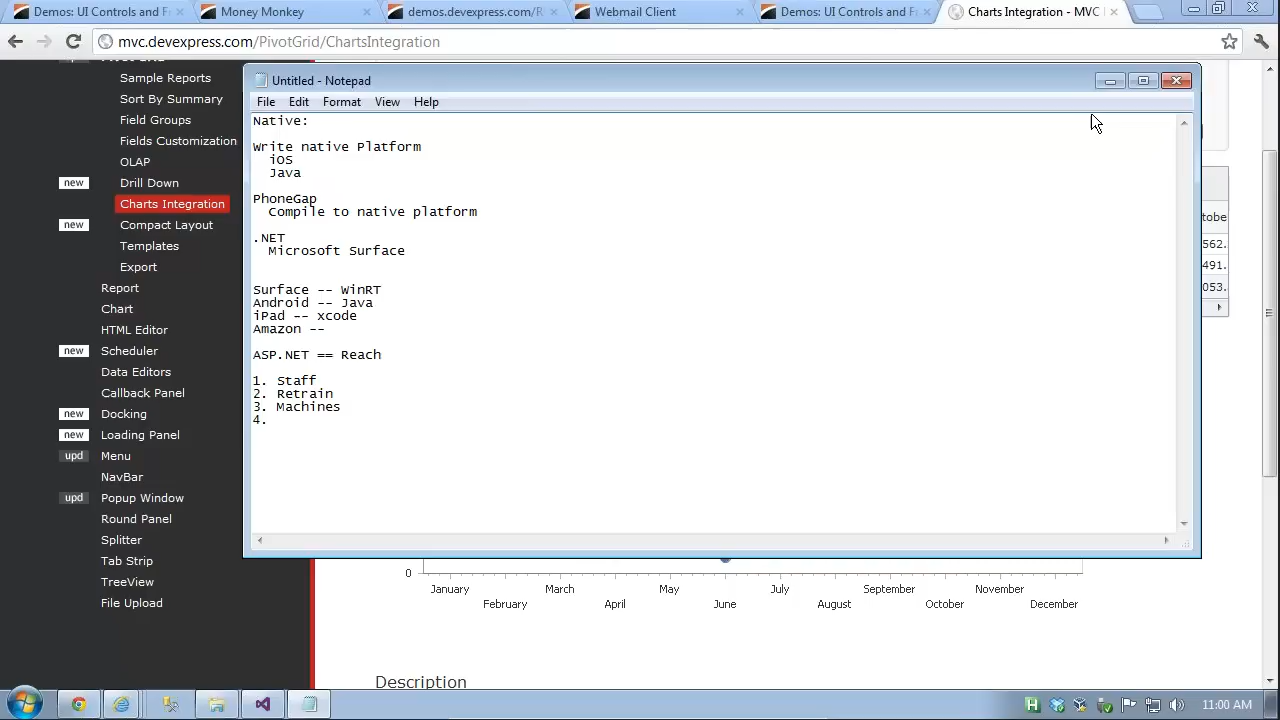 Demos: UI Controls and F
Money Monkey
demos.devexpress.com/R
Webmail Client
Demos: UI Controls and F
Charts Integration - MVC
mvc.devexpress.com/PivotGrid/ChartsIntegration
Sample Reports
Sort By Summary
Field Groups
Fields Customization
OLAP
new Drill Down
Charts Integration
new Compact Layout
Templates
Export
Report
Chart
HTML Editor
new Scheduler
Data Editors
Callback Panel
new Docking
new Loading Panel
upd Menu
NavBar
upd Popup Window
Round Panel
Splitter
Tab Strip
TreeView
File Upload
Untitled - Notepad
File Edit Format View Help
Native:
Write native Platform
iOS
Java
PhoneGap
Compile to native platform
.NET
Microsoft Surface
Surface -- WinRT
Android -- Java
iPad -- xcode
Amazon --
ASP.NET == Reach
1. Staff
2. Retrain
3. Machines
4.
tobe
562.
491.
053.
0
January February March April May June July August September October November December
Description
11:00 AM